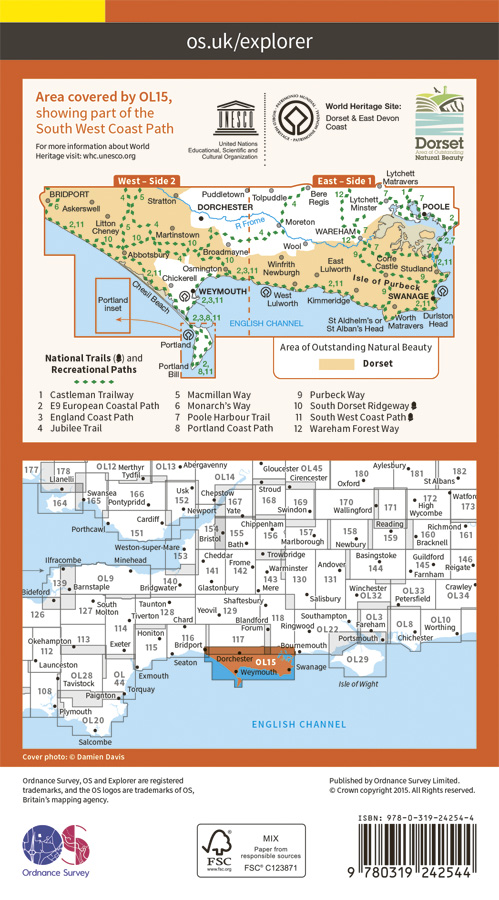 os.uk/explorer
Area covered by OL15,
showing part of the
South West Coast Path
For more information about World
Heritage visit: whc.unesco.org
UNESCO
United Nations
Educational, Scientific and
Cultural Organization
World Heritage Site:
Dorset & East Devon
Coast
Dorset
Area of Outstanding
Natural Beauty
West – Side 2
East – Side 1
Lytchett
Matravers
BRIDPORT
Askerswell
Stratton
Puddletown
Tolpuddle
Bere
Regis
Lytchett
Minster
POOLE
DORCHESTER
Litton
Cheney
Martinstown
R Frome
Moreton
WAREHAM
Wool
Abbotsbury
Broadmayne
Osmington
Winfrith
Newburgh
East
Lulworth
Corfe
Castle
Studland
Chickerell
Isle of Purbeck
Portland
inset
Chesil Beach
WEYMOUTH
West
Lulworth
Kimmeridge
SWANAGE
ENGLISH CHANNEL
St Aldhelm's or
St Alban's Head
Worth
Matravers
Durlston
Head
Portland
Portland
Bill
Area of Outstanding Natural Beauty
Dorset
National Trails and
Recreational Paths
1 Castleman Trailway
2 E9 European Coastal Path
3 England Coast Path
4 Jubilee Trail
5 Macmillan Way
6 Monarch's Way
7 Poole Harbour Trail
8 Portland Coast Path
9 Purbeck Way
10 South Dorset Ridgeway
11 South West Coast Path
12 Wareham Forest Way
177 178 Llanelli OL12 Merthyr Tydfil OL13 Abergavenny OL14 Gloucester OL45 Cirencester 180 Oxford Aylesbury 181 St Albans 182
164 Swansea 165 166 Pontypridd Usk 152 Newport Chepstow 167 Yate Stroud 168 169 Swindon 170 Wallingford 171 172 High Wycombe Watford 173
Porthcawl Cardiff 151 154 Bristol 155 Bath Chippenham 156 157 Marlborough 158 Newbury Reading 159 160 Bracknell Richmond 161
Weston-super-Mare 153 Trowbridge
Ilfracombe Minehead Cheddar 141 Frome 142 143 Warminster 130 Andover 131 Basingstoke 144 Guildford 145 Farnham 146 Reigate
139 Bideford OL9 Barnstaple 140 Bridgwater Glastonbury Mere Salisbury Winchester OL32 OL33 Petersfield Crawley OL34
126 127 South Molton Taunton 128 Tiverton Yeovil 129 Shaftesbury Blandford Forum 118 Ringwood Southampton OL22 OL3 Fareham OL8 OL10 Worthing
Okehampton 112 113 114 Exeter Honiton 115 Chard 116 Bridport 117 Bournemouth Portsmouth Chichester
Seaton Dorchester OL15 Swanage OL29
Launceston OL28 Tavistock OL44 Exmouth Weymouth Isle of Wight
108 Paignton Torquay
Plymouth
OL20
Salcombe
ENGLISH CHANNEL
Cover photo: © Damien Davis
Ordnance Survey, OS and Explorer are registered
trademarks, and the OS logos are trademarks of OS,
Britain's mapping agency.
Published by Ordnance Survey Limited.
© Crown copyright 2015. All Rights reserved.
OS
Ordnance Survey
FSC
www.fsc.org
MIX
Paper from
responsible sources
FSC® C123871
ISBN: 978-0-319-24254-4
9 780319 242544